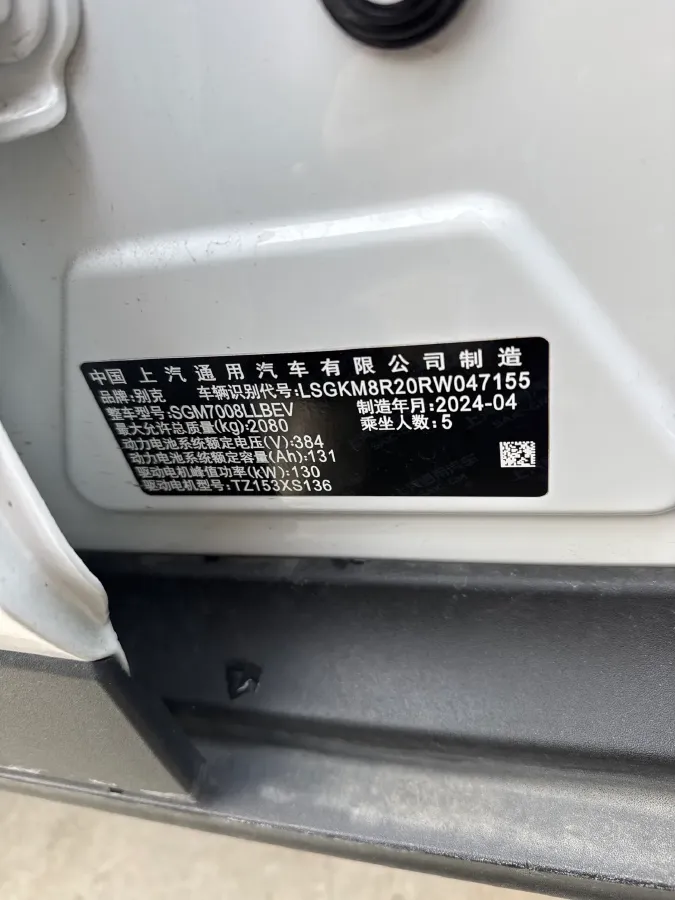 中国上汽通用汽车有限公司制造
品牌:别克 车辆识别代号:LSGKM8R20RW047155
整车型号:SGM7008LLBEV 制造年月:2024-04
最大允许总质量(kg):2080 乘坐人数:5
动力电池系统额定电压(V):384
动力电池系统额定容量(Ah):131
驱动电机峰值功率(kW):130
驱动电机型号:TZ153XS136